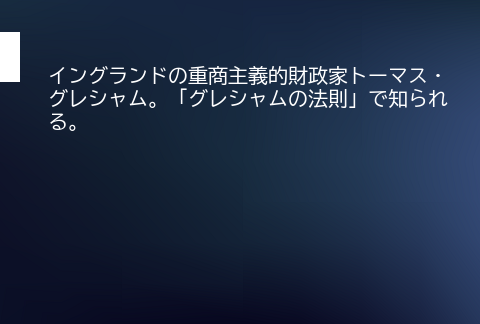 イングランドの重商主義的財政家トーマス・
グレシャム。「グレシャムの法則」で知られ
る。